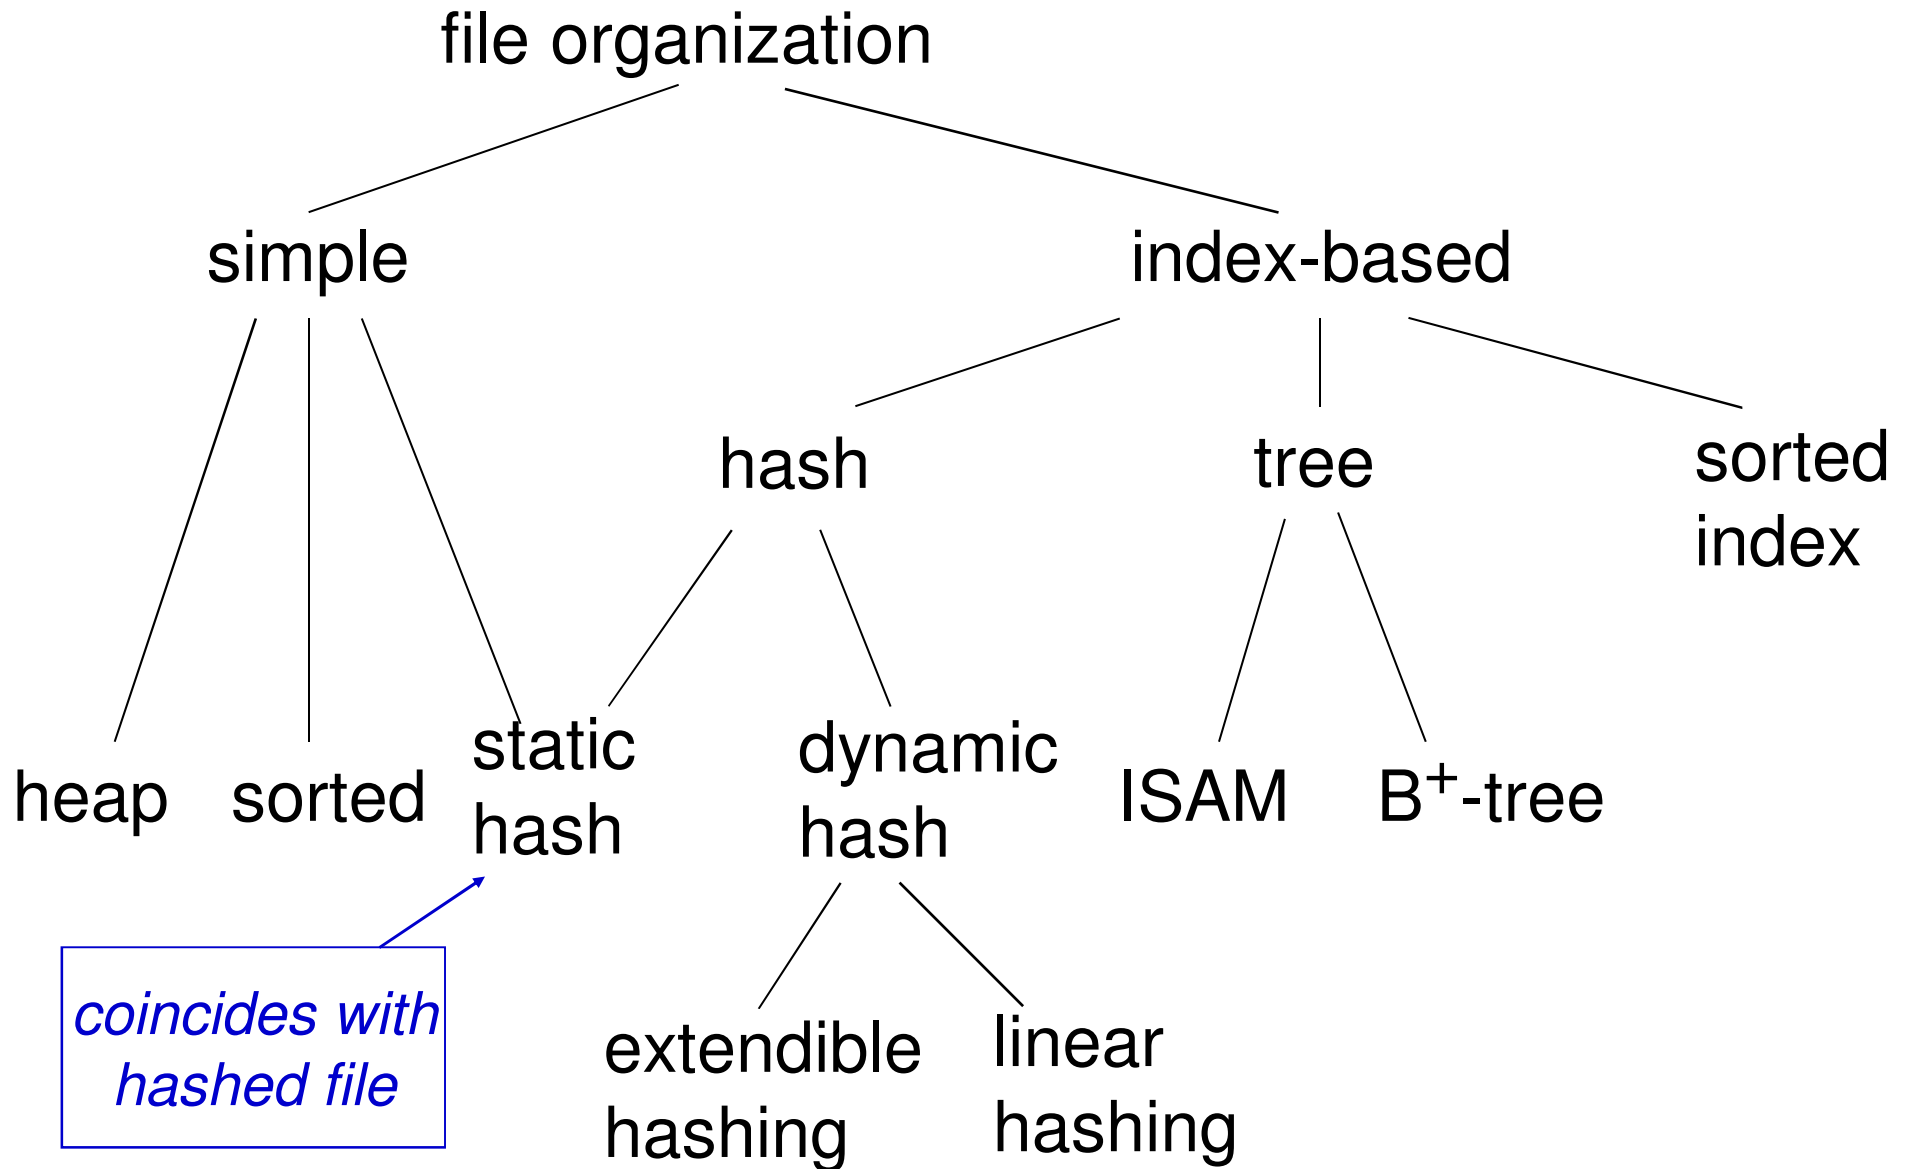 file organization
simple
index-based
hash
tree
sorted
index
heap
sorted
static
hash
dynamic
hash
ISAM
B⁺-tree
coincides with
hashed file
extendible
hashing
linear
hashing